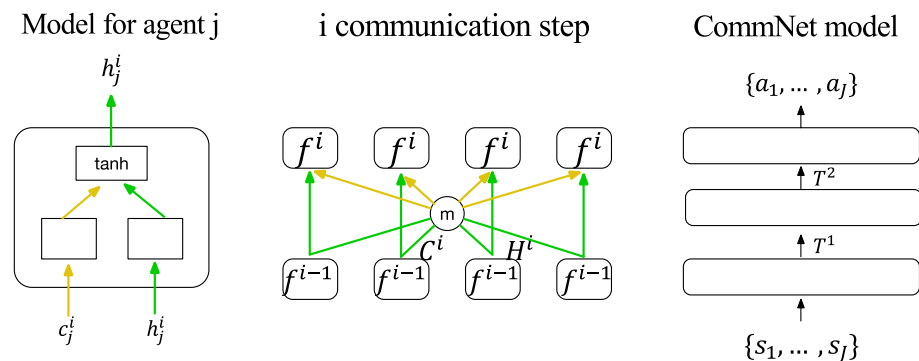 Model for agent j
h_j^i
tanh
c_j^i
h_j^i
i communication step
f^i f^i f^i f^i
m
C^i H^i
f^{i-1} f^{i-1} f^{i-1} f^{i-1}
CommNet model
{a_1, … , a_J}
T^2
T^1
{s_1, … , s_J}